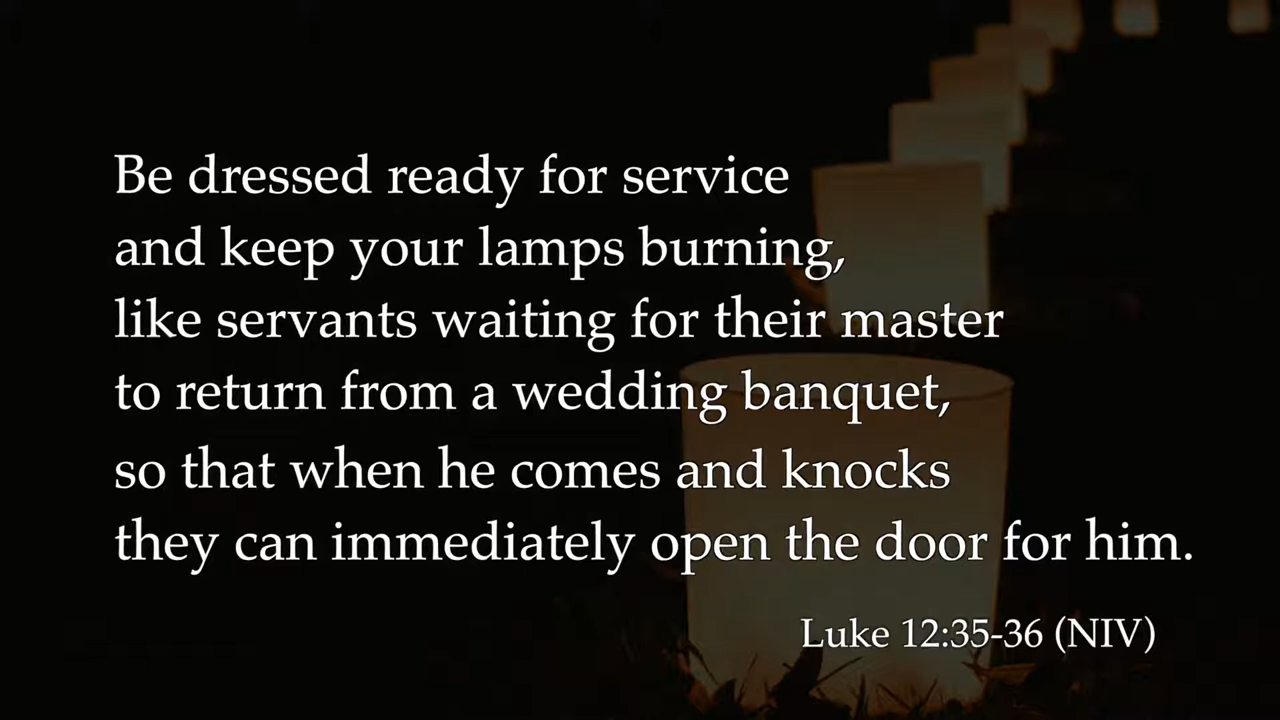 Be dressed ready for service
and keep your lamps burning,
like servants waiting for their master
to return from a wedding banquet,
so that when he comes and knocks
they can immediately open the door for him.
Luke 12:35-36 (NIV)